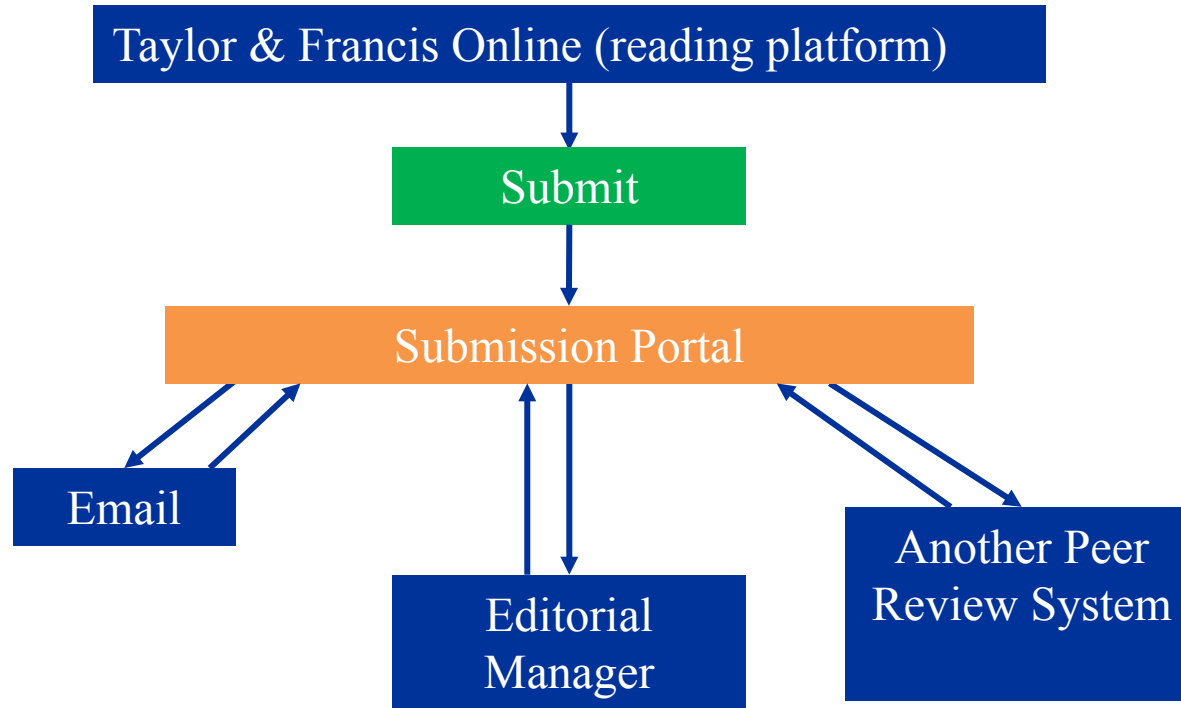 Taylor & Francis Online (reading platform)
Submit
Submission Portal
Email
Editorial
Manager
Another Peer
Review System